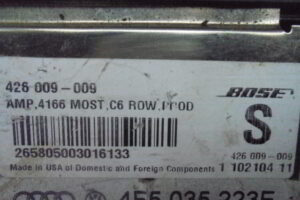 426 009-009
BOSE
AMP,4166 MOST,C6 ROW,PROD
S
265805003016133
426 009-009
Made in USA of Domestic and Foreign Components
1 102104 11